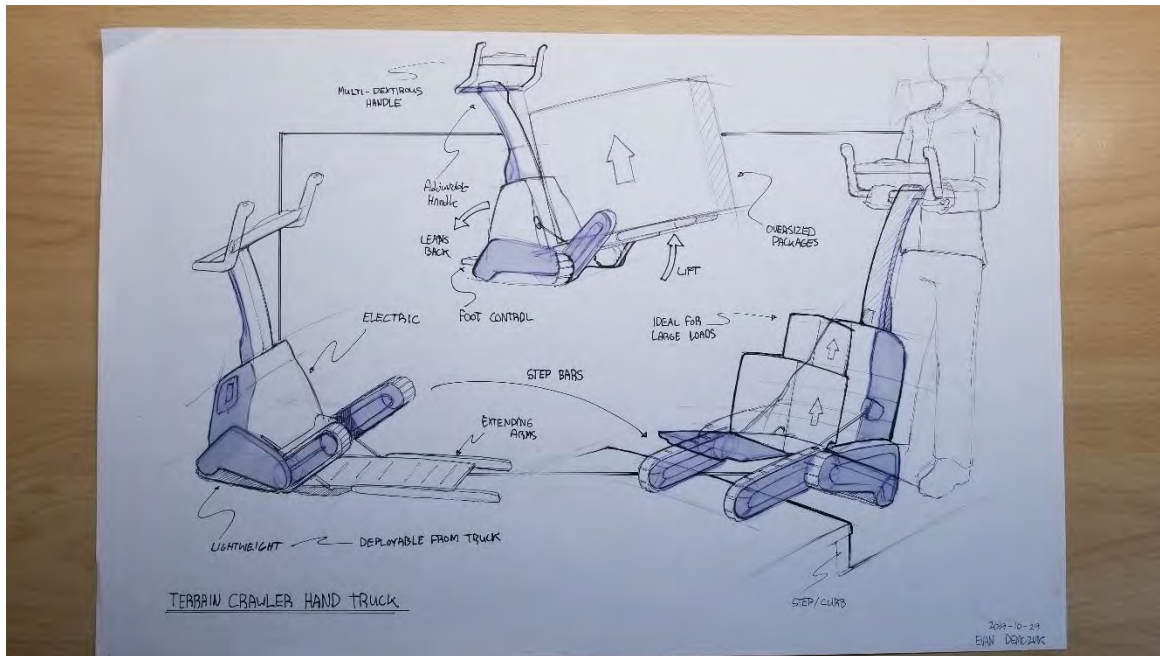 MULTI-DEXTIROUS
HANDLE
Adjustable
Handle
LEANS
BACK
FOOT CONTROL
LIFT
OVERSIZED
PACKAGES
ELECTRIC
IDEAL FOR
LARGE LOADS
STEP BARS
EXTENDING
ARMS
LIGHTWEIGHT
DEPLOYABLE FROM TRUCK
STEP/CURB
TERRAIN CRAWLER HAND TRUCK
2019-10-29
EVAN